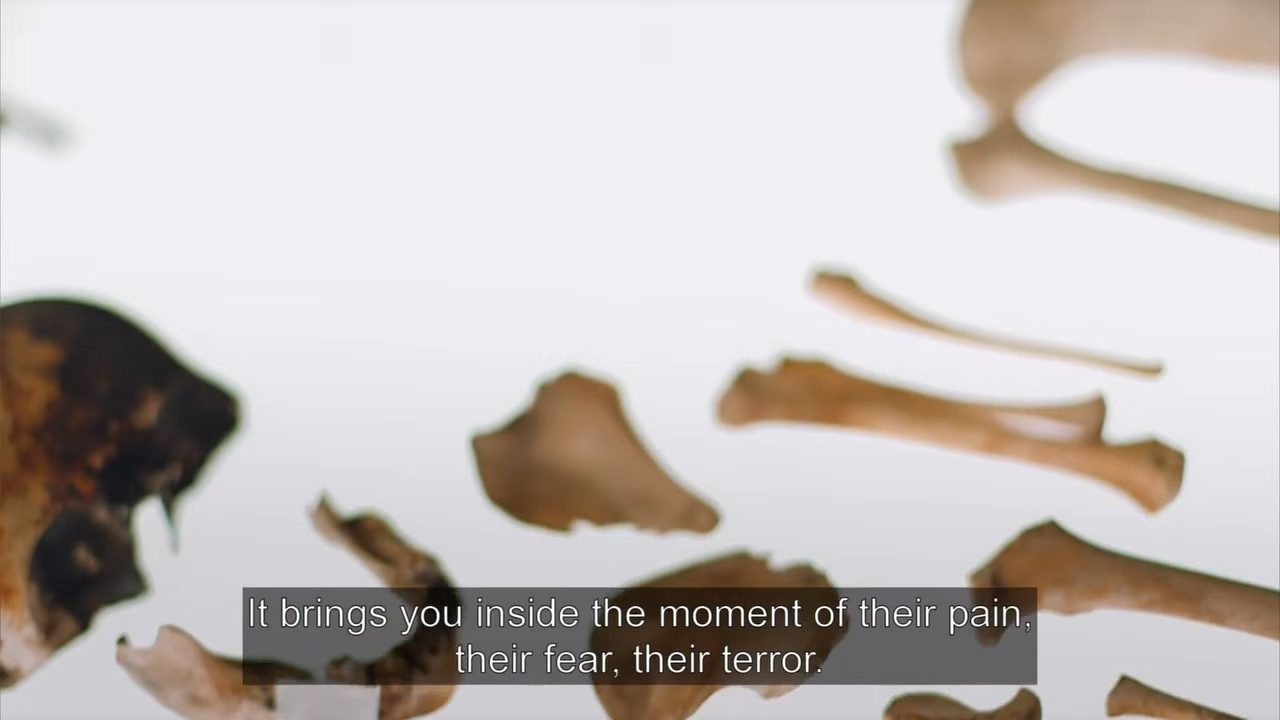 It brings you inside the moment of their pain,
their fear, their terror.